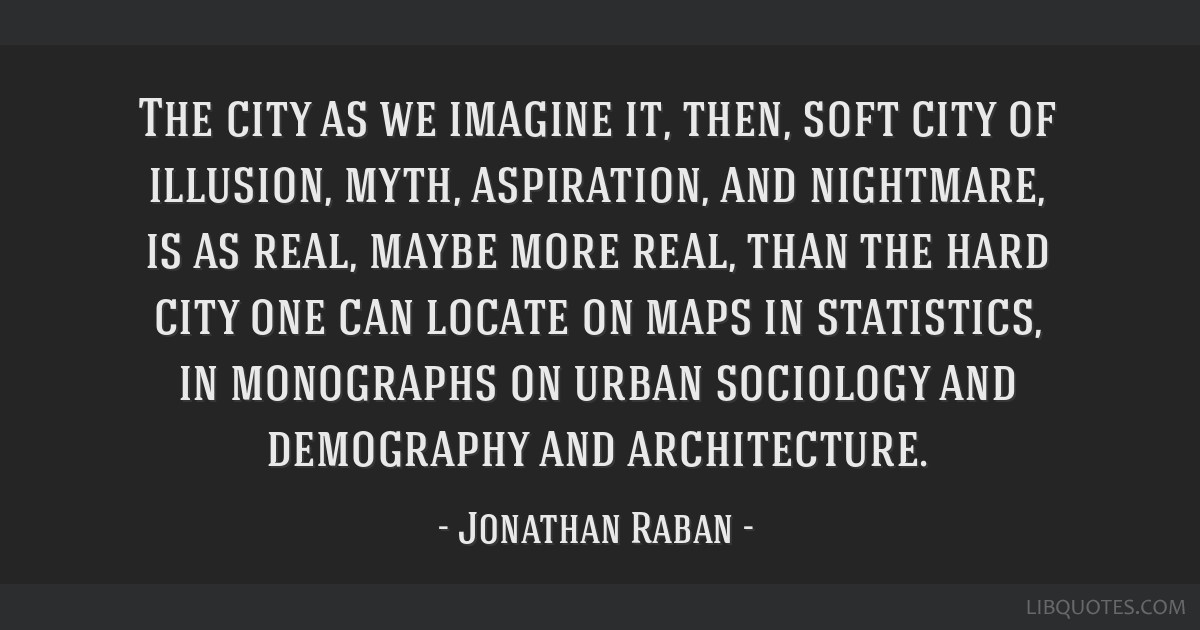 The city as we imagine it, then, soft city of
illusion, myth, aspiration, and nightmare,
is as real, maybe more real, than the hard
city one can locate on maps in statistics,
in monographs on urban sociology and
demography and architecture.
- Jonathan Raban -
LIBQUOTES.COM